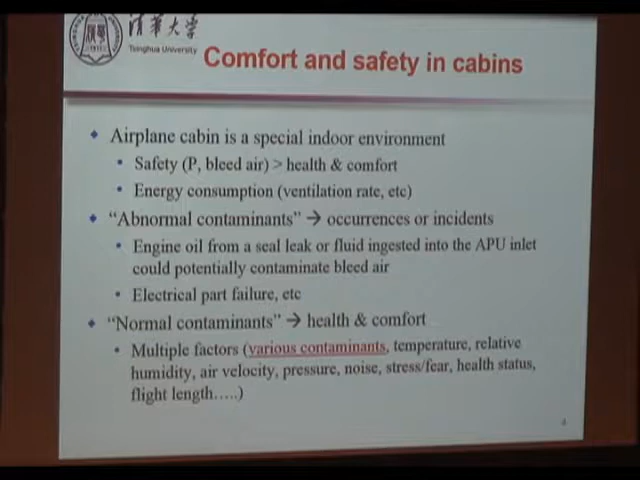 清華大学
Tsinghua University
Comfort and safety in cabins
Airplane cabin is a special indoor environment
Safety (P, bleed air) > health & comfort
Energy consumption (ventilation rate, etc)
“Abnormal contaminants” → occurrences or incidents
Engine oil from a seal leak or fluid ingested into the APU inlet
could potentially contaminate bleed air
Electrical part failure, etc
“Normal contaminants” → health & comfort
Multiple factors (various contaminants, temperature, relative
humidity, air velocity, pressure, noise, stress/fear, health status,
flight length…..)
4